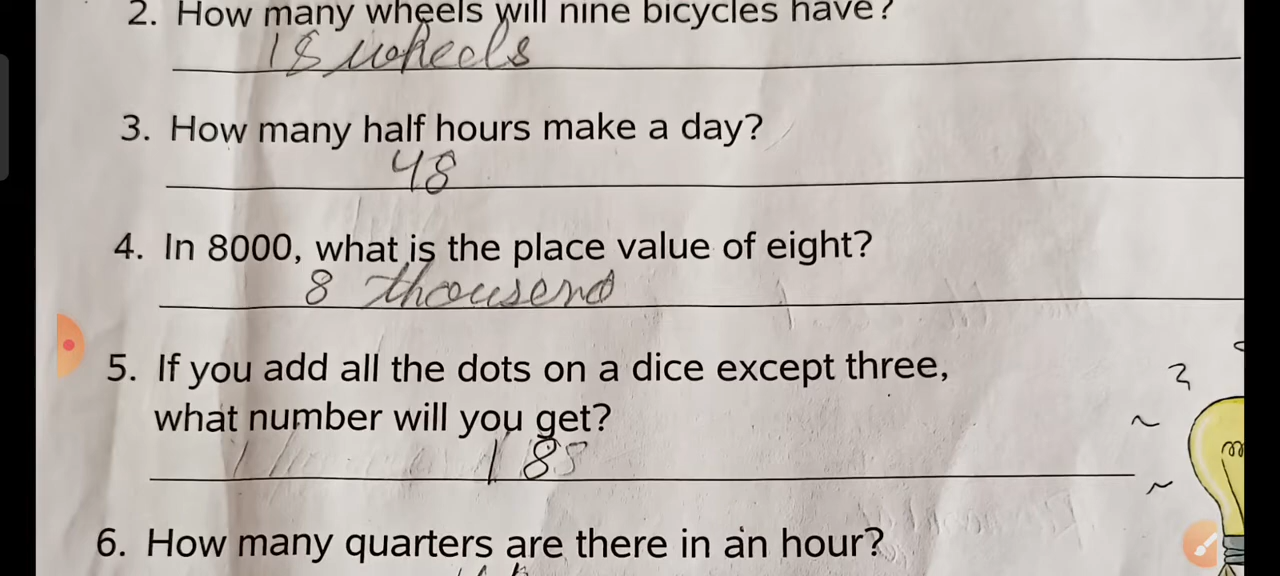 2. How many wheels will nine bicycles have?
18 wheels
3. How many half hours make a day?
48
4. In 8000, what is the place value of eight?
8 thousend
5. If you add all the dots on a dice except three,
what number will you get?
18
6. How many quarters are there in an hour?